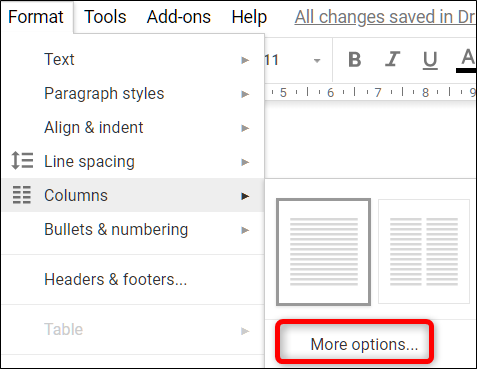 Format Tools Add-ons Help All changes saved in Dr
11 B I U A
5 6 7 8 9
Text
Paragraph styles
Align & indent
Line spacing
Columns
Bullets & numbering
Headers & footers...
Table
More options...